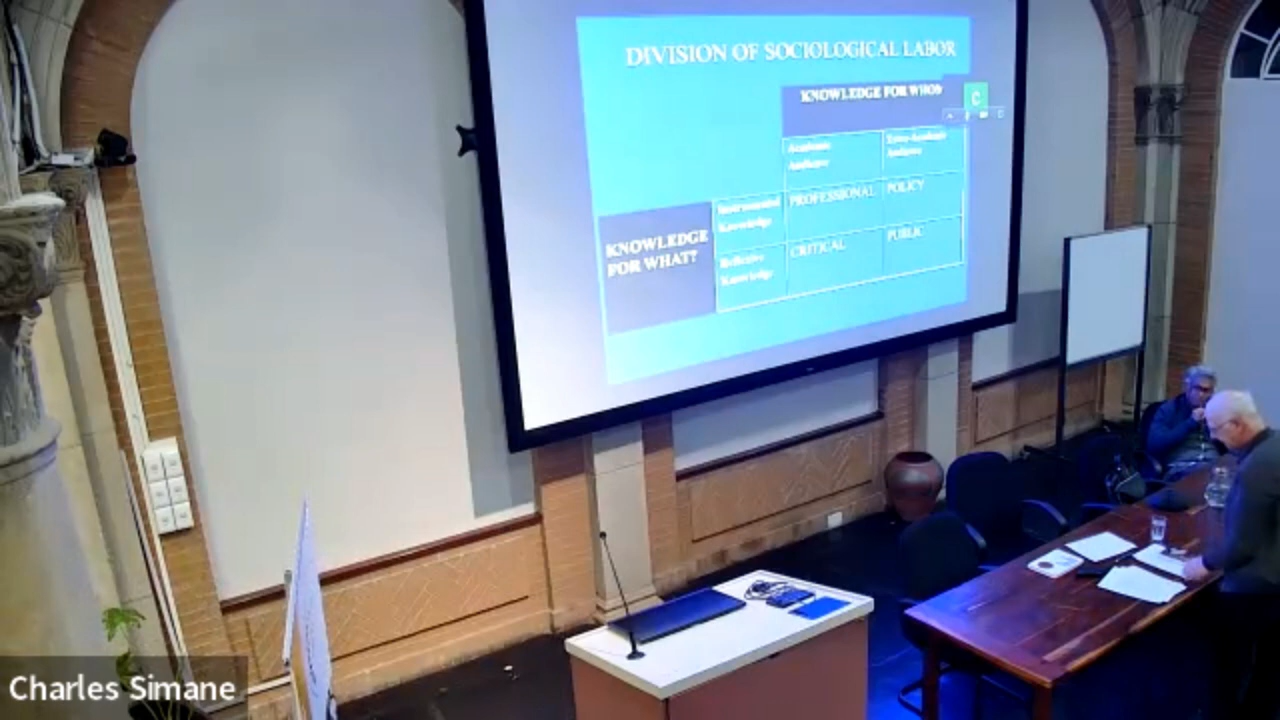 DIVISION OF SOCIOLOGICAL LABOR
KNOWLEDGE FOR WHOM
C
Academic
Audience
Extra-Academic
Audience
Instrumental
Knowledge
PROFESSIONAL
POLICY
KNOWLEDGE
FOR WHAT?
Reflexive
Knowledge
CRITICAL
PUBLIC
Charles Simane